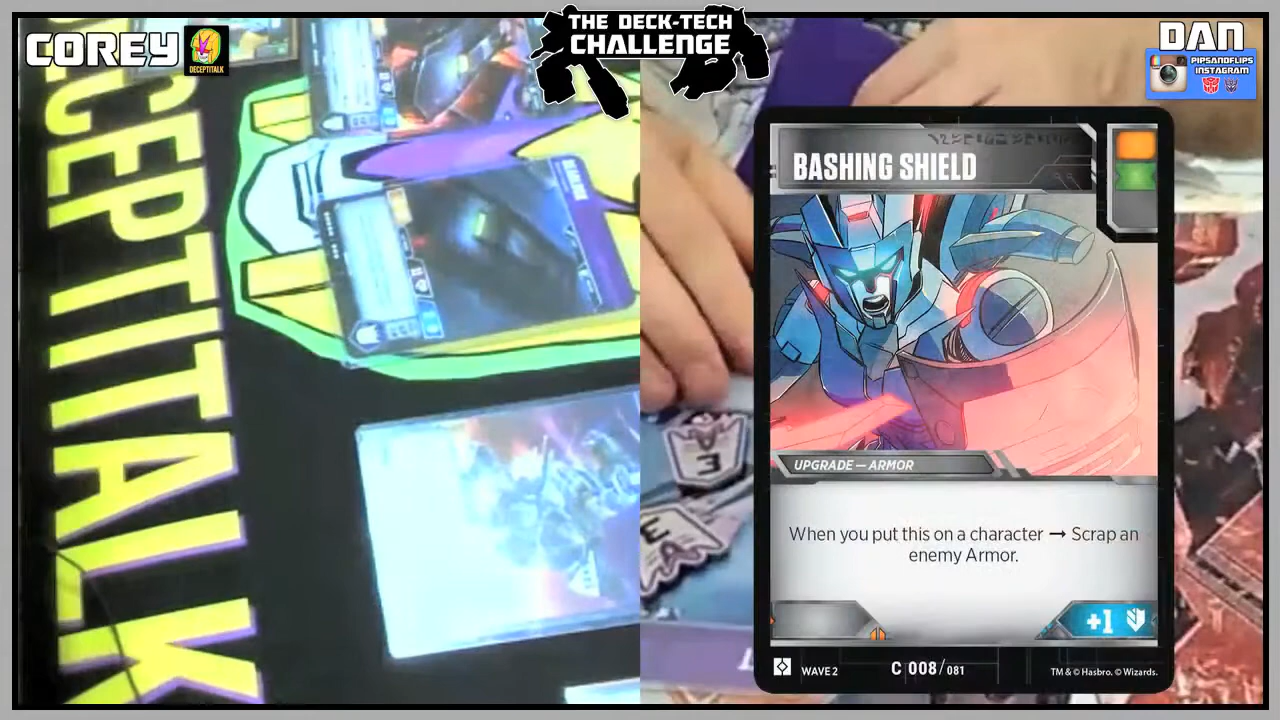 COREY
DECEPTITALK
THE DECK-TECH
CHALLENGE
DAN
PIPSANDFLIPS
INSTAGRAM
DECEPTITALK
BASHING SHIELD
UPGRADE — ARMOR
When you put this on a character → Scrap an
enemy Armor.
+1
WAVE 2
C 008/081
TM & © Hasbro. © Wizards.
3
E